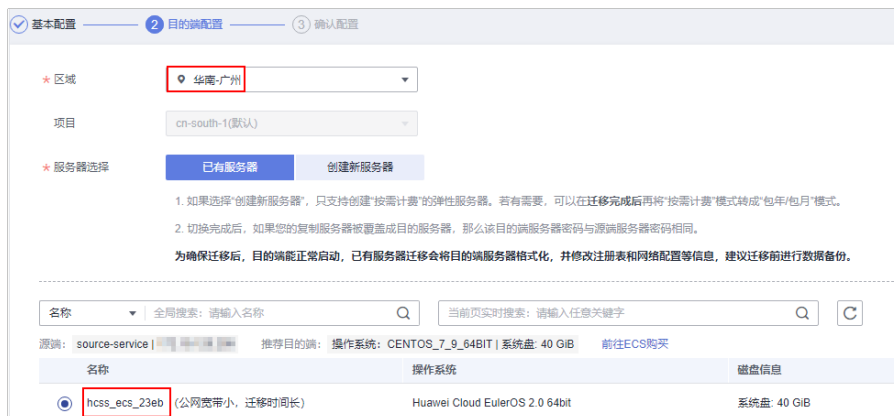 基本配置 2 目的端配置 3 确认配置
* 区域 华南-广州
项目 cn-south-1(默认)
* 服务器选择 已有服务器 创建新服务器
1. 如果选择“创建新服务器”，只支持创建“按需计费”的弹性服务器。若有需要，可以在迁移完成后再将“按需计费”模式转成“包年/包月”模式。
2. 切换完成后，如果您的复制服务器被覆盖成目的服务器，那么该目的端服务器密码与源端服务器密码相同。
为确保迁移后，目的端能正常启动，已有服务器迁移会将目的端服务器格式化，并修改注册表和网络配置等信息，建议迁移前进行数据备份。
名称 全局搜索：请输入名称 当前页实时搜索：请输入任意关键字
源端： source-service | 推荐目的端： 操作系统：CENTOS_7_9_64BIT | 系统盘: 40 GiB 前往ECS购买
名称 操作系统 磁盘信息
hcss_ecs_23eb （公网宽带小，迁移时间长） Huawei Cloud EulerOS 2.0 64bit 系统盘: 40 GiB